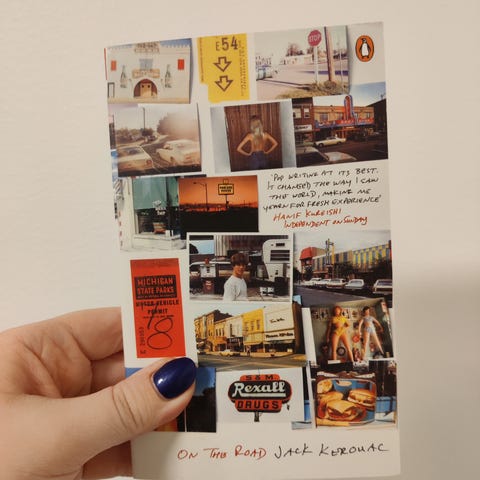 E54
STOP
'POP WRITING AT ITS BEST.
IT CHANGED THE WAY I SAW
THE WORLD, MAKING ME
YEARN FOR FRESH EXPERIENCE'
HANIF KUREISHI
INDEPENDENT ON SUNDAY
MICHIGAN
STATE PARKS
MOTOR VEHICLE
PERMIT
S & M
Rexall
DRUGS
ON THE ROAD JACK KEROUAC